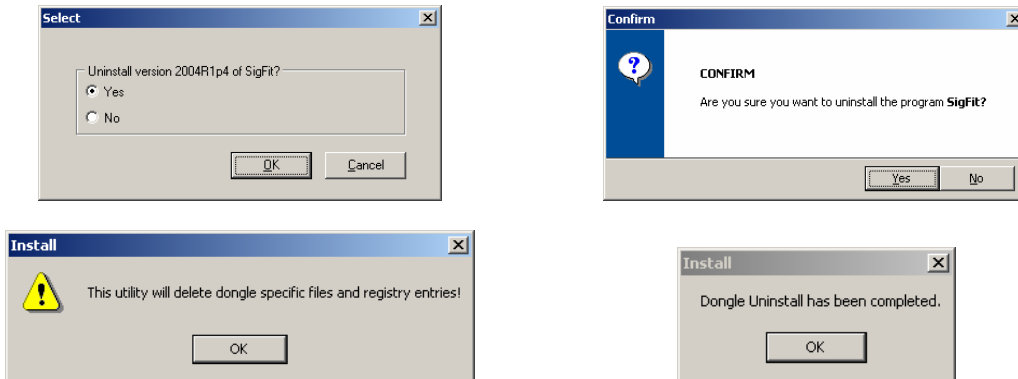 Select
Uninstall version 2004R1p4 of SigFit?
Yes
No
OK
Cancel
Confirm
CONFIRM
Are you sure you want to uninstall the program SigFit?
Yes
No
Install
This utility will delete dongle specific files and registry entries!
OK
Install
Dongle Uninstall has been completed.
OK